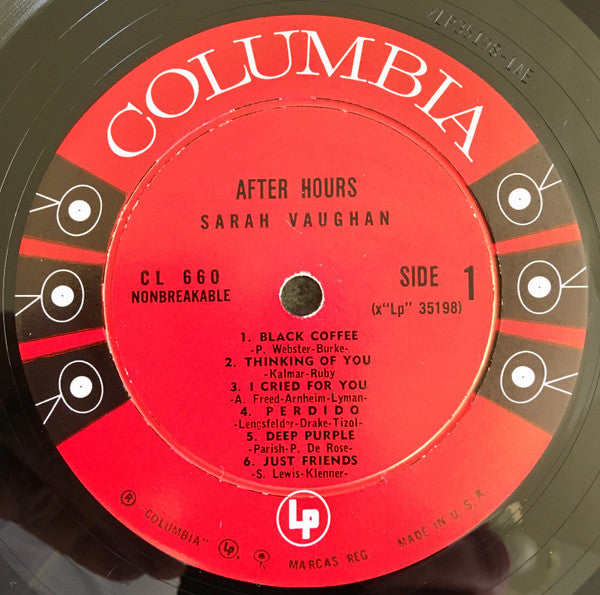 COLUMBIA
AFTER HOURS
SARAH VAUGHAN
CL 660
NONBREAKABLE
SIDE 1
(x“Lp” 35198)
1. BLACK COFFEE
-P. Webster-Burke-
2. THINKING OF YOU
-Kalmar-Ruby
3. I CRIED FOR YOU
-A. Freed-Arnheim-Lyman-
4. PERDIDO
-Lengsfelder-Drake-Tizol-
5. DEEP PURPLE
-Parish-P. De Rose-
6. JUST FRIENDS
-S. Lewis-Klenner-
Lp
® "COLUMBIA" Lp MARCAS REG MADE IN U.S.A.